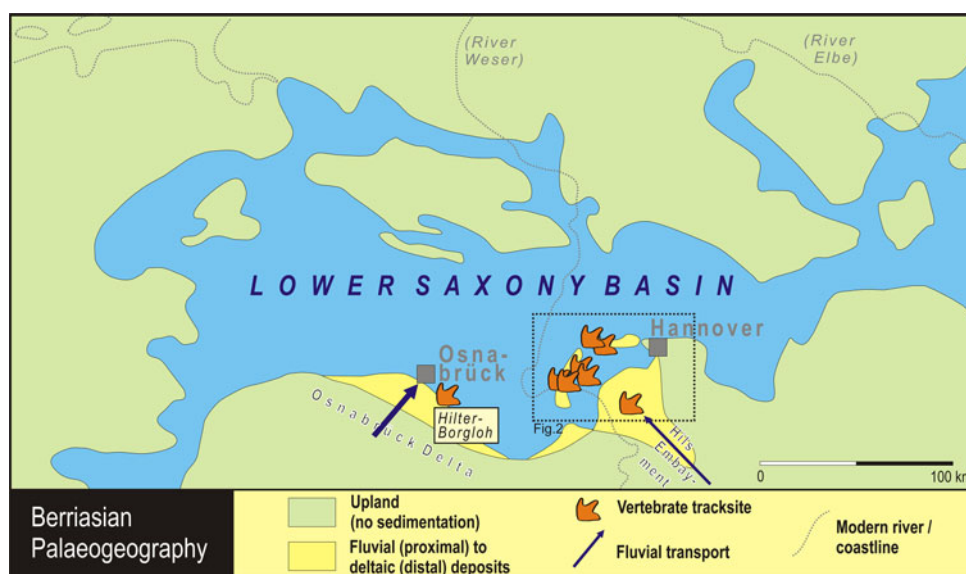 (River
Weser)
(River
Elbe)
LOWER SAXONY BASIN
Hannover
Osna-
brück
Hilter-
Borgloh
Osnabrück Delta
Fig.2
Hils
Embay-
ment
0 100 km
Berriasian
Palaeogeography
Upland
(no sedimentation)
Fluvial (proximal) to
deltaic (distal) deposits
Vertebrate tracksite
Fluvial transport
Modern river /
coastline